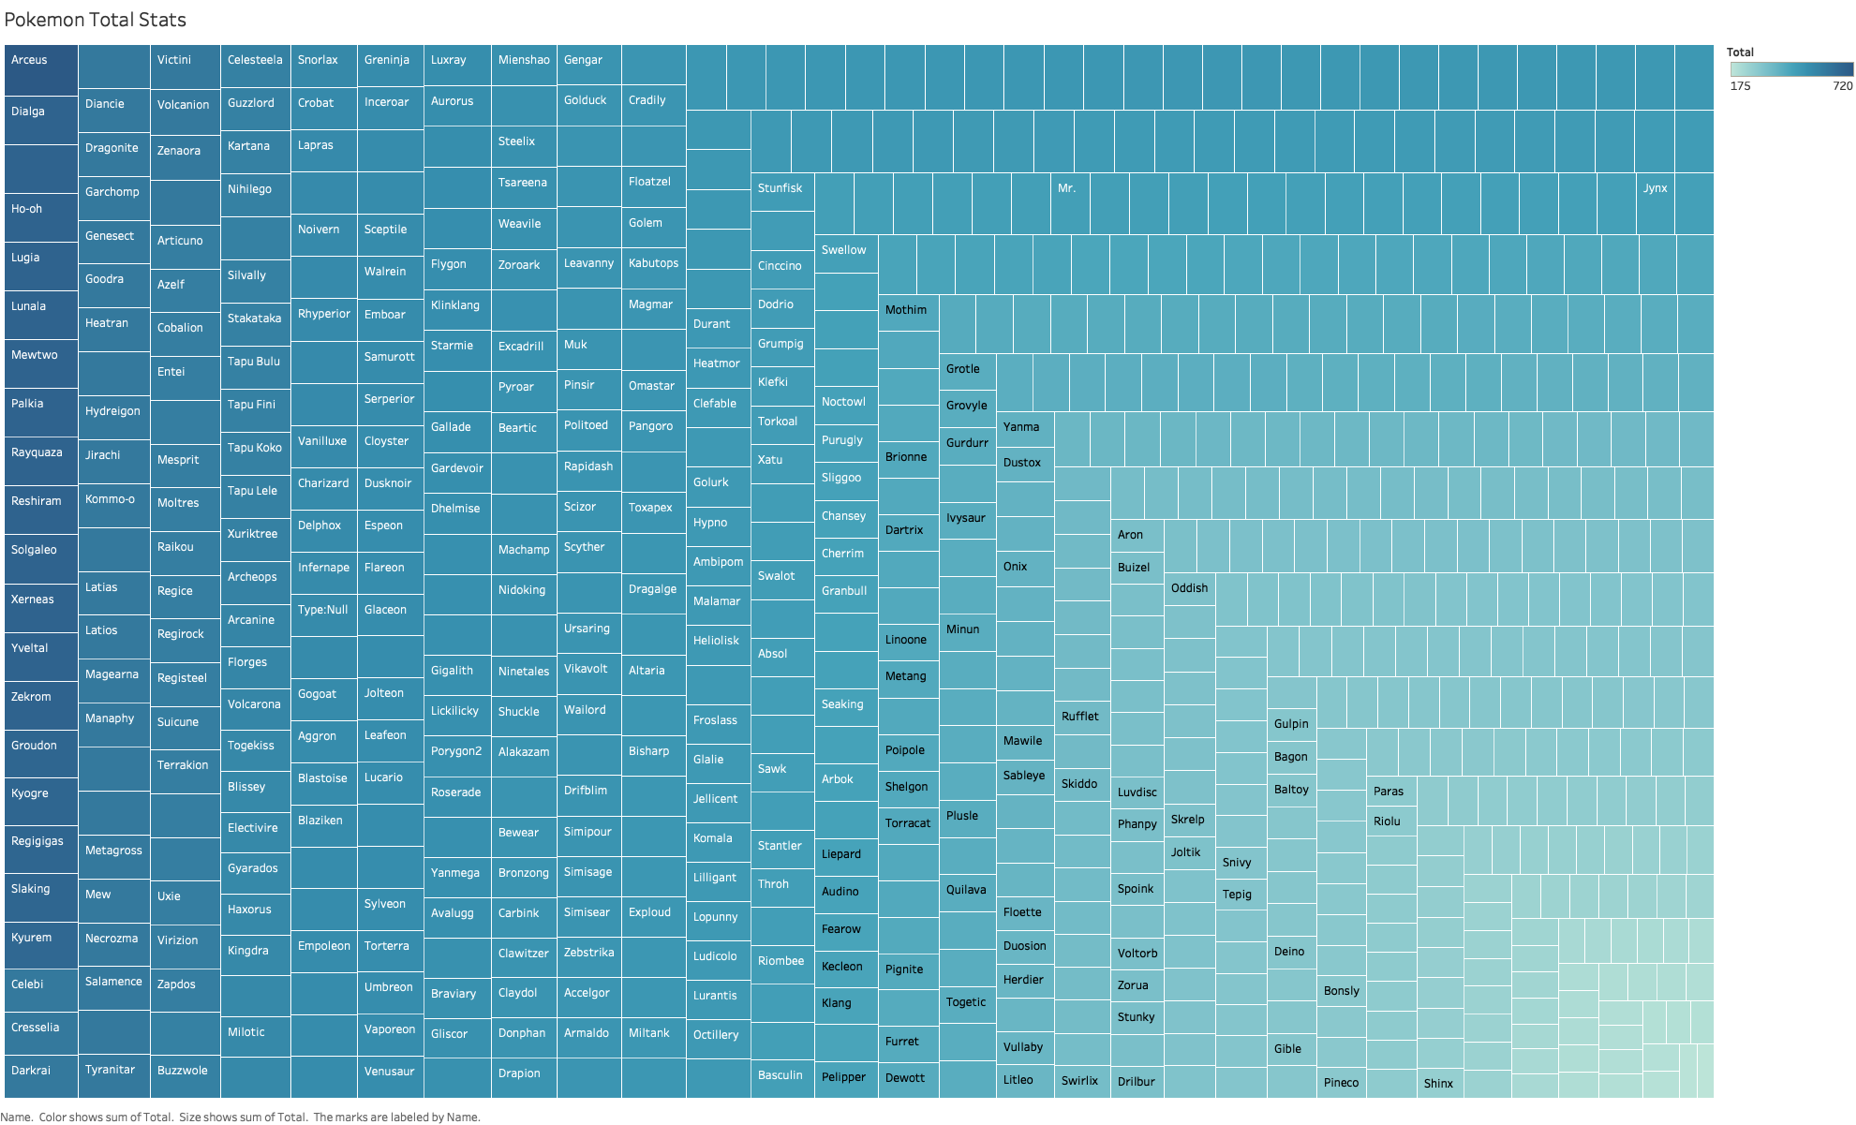 Pokemon Total Stats
Total
175 720
Arceus
Dialga
Ho-oh
Lugia
Lunala
Mewtwo
Palkia
Rayquaza
Reshiram
Solgaleo
Xerneas
Yveltal
Zekrom
Groudon
Kyogre
Regigigas
Slaking
Kyurem
Celebi
Cresselia
Darkrai
Diancie
Dragonite
Garchomp
Genesect
Goodra
Heatran
Hydreigon
Jirachi
Kommo-o
Latias
Latios
Magearna
Manaphy
Metagross
Mew
Necrozma
Salamence
Tyranitar
Victini
Volcanion
Zenaora
Articuno
Azelf
Cobalion
Entei
Mesprit
Moltres
Raikou
Regice
Regirock
Registeel
Suicune
Terrakion
Uxie
Virizion
Zapdos
Buzzwole
Celesteela
Guzzlord
Kartana
Nihilego
Silvally
Stakataka
Tapu Bulu
Tapu Fini
Tapu Koko
Tapu Lele
Xuriktree
Archeops
Arcanine
Florges
Volcarona
Togekiss
Blissey
Electivire
Gyarados
Haxorus
Kingdra
Milotic
Snorlax
Crobat
Lapras
Noivern
Rhyperior
Vanilluxe
Charizard
Delphox
Infernape
Type:Null
Gogoat
Aggron
Blastoise
Blaziken
Empoleon
Greninja
Inceroar
Sceptile
Walrein
Emboar
Samurott
Serperior
Cloyster
Dusknoir
Espeon
Flareon
Glaceon
Jolteon
Leafeon
Lucario
Sylveon
Torterra
Umbreon
Vaporeon
Venusaur
Luxray
Aurorus
Flygon
Klinklang
Starmie
Gallade
Gardevoir
Dhelmise
Gigalith
Lickilicky
Porygon2
Roserade
Yanmega
Avalugg
Braviary
Gliscor
Mienshao
Steelix
Tsareena
Weavile
Zoroark
Excadrill
Pyroar
Beartic
Machamp
Nidoking
Ninetales
Shuckle
Alakazam
Bewear
Bronzong
Carbink
Clawitzer
Claydol
Donphan
Drapion
Gengar
Golduck
Leavanny
Muk
Pinsir
Politoed
Rapidash
Scizor
Scyther
Ursaring
Vikavolt
Wailord
Drifblim
Simipour
Simisage
Simisear
Zebstrika
Accelgor
Armaldo
Cradily
Floatzel
Golem
Kabutops
Magmar
Omastar
Pangoro
Toxapex
Dragalge
Altaria
Bisharp
Exploud
Miltank
Durant
Heatmor
Clefable
Golurk
Hypno
Ambipom
Malamar
Heliolisk
Froslass
Glalie
Jellicent
Komala
Lilligant
Lopunny
Ludicolo
Lurantis
Octillery
Stunfisk
Cinccino
Dodrio
Grumpig
Klefki
Torkoal
Xatu
Swalot
Absol
Sawk
Stantler
Throh
Riombee
Basculin
Mr.
Jynx
Swellow
Noctowl
Purugly
Sliggoo
Chansey
Cherrim
Granbull
Seaking
Arbok
Liepard
Audino
Fearow
Kecleon
Klang
Pelipper
Mothim
Brionne
Dartrix
Linoone
Metang
Poipole
Shelgon
Torracat
Pignite
Furret
Dewott
Grotle
Grovyle
Gurdurr
Ivysaur
Minun
Plusle
Quilava
Togetic
Yanma
Dustox
Onix
Mawile
Sableye
Floette
Duosion
Herdier
Vullaby
Litleo
Rufflet
Skiddo
Swirlix
Aron
Buizel
Luvdisc
Phanpy
Spoink
Voltorb
Zorua
Stunky
Drilbur
Oddish
Skrelp
Joltik
Snivy
Tepig
Gulpin
Bagon
Baltoy
Deino
Gible
Bonsly
Pineco
Paras
Riolu
Shinx
Name.  Color shows sum of Total.  Size shows sum of Total.  The marks are labeled by Name.